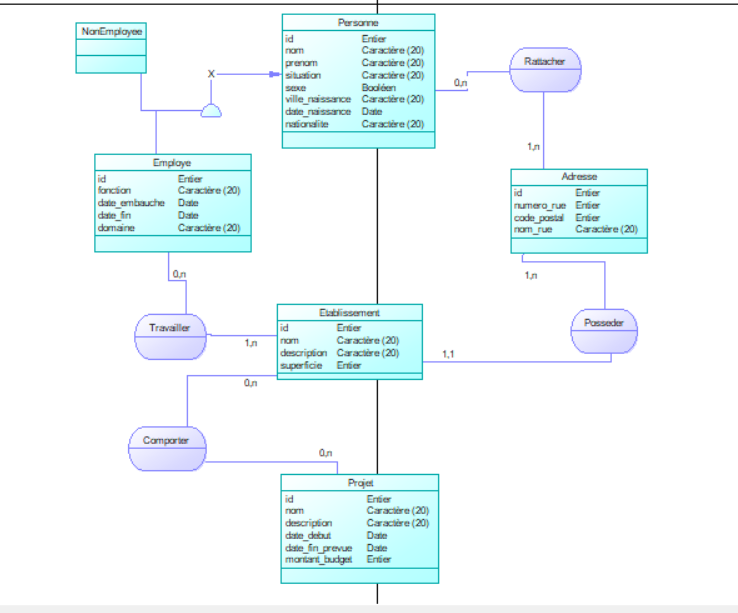 Personne
id Entier
nom Caractère (20)
prenom Caractère (20)
situation Caractère (20)
sexe Booléen
ville_naissance Caractère (20)
date_naissance Date
nationalite Caractère (20)
NonEmployee
X
0,n
Rattacher
1,n
Employe
id Entier
fonction Caractère (20)
date_embauche Date
date_fin Date
domaine Caractère (20)
Adresse
id Entier
numero_rue Entier
code_postal Entier
nom_rue Caractère (20)
0,n
1,n
Travailler
1,n
Etablissement
id Entier
nom Caractère (20)
description Caractère (20)
superficie Entier
Posseder
1,1
0,n
Comporter
0,n
Projet
id Entier
nom Caractère (20)
description Caractère (20)
date_debut Date
date_fin_prevue Date
montant_budget Entier